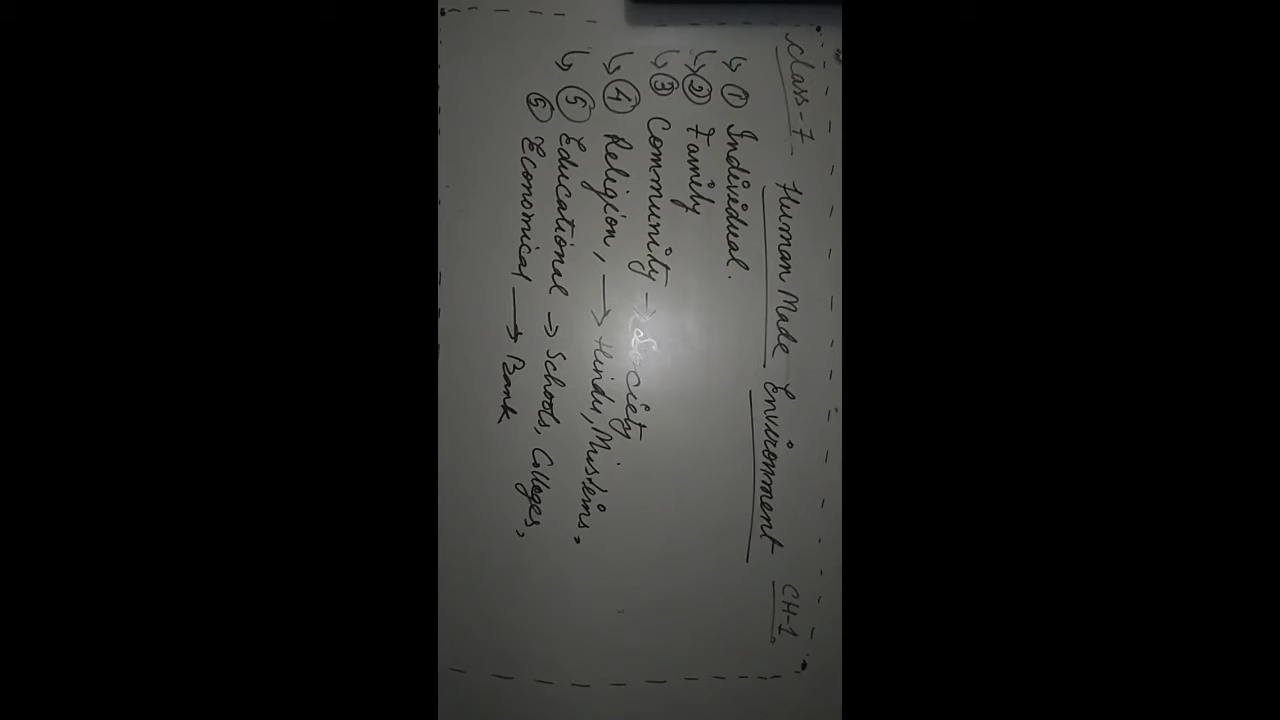 Class-7. Human Made Environment CH-1
↳ ① Individual.
↳ ② Family
↳ ③ Community → Society
↳ ④ Religion, → Hindu, Muslims,
↳ ⑤ Educational → Schools, Colleges,
⑥ Economical → Bank